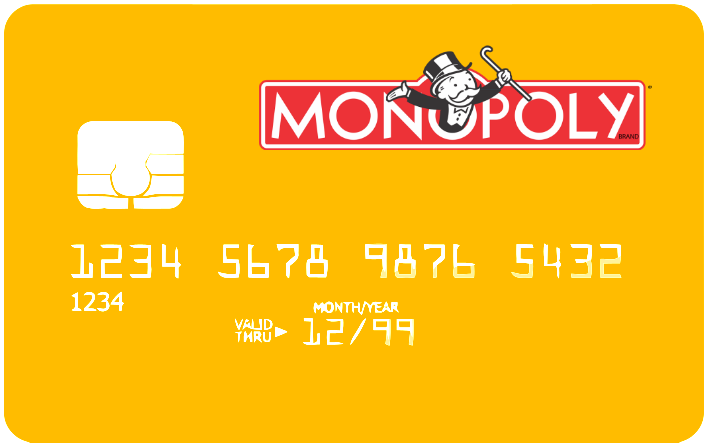 MONOPOLY
BRAND
1234 5678 9876 5432
1234
MONTH/YEAR
VALID
THRU
12/99